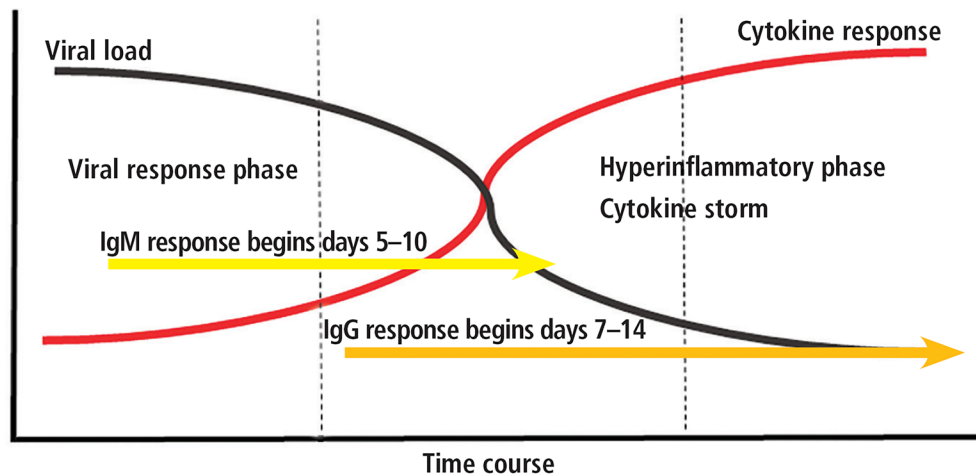 Viral load
Cytokine response
Viral response phase
Hyperinflammatory phase
Cytokine storm
IgM response begins days 5–10
IgG response begins days 7–14
Time course